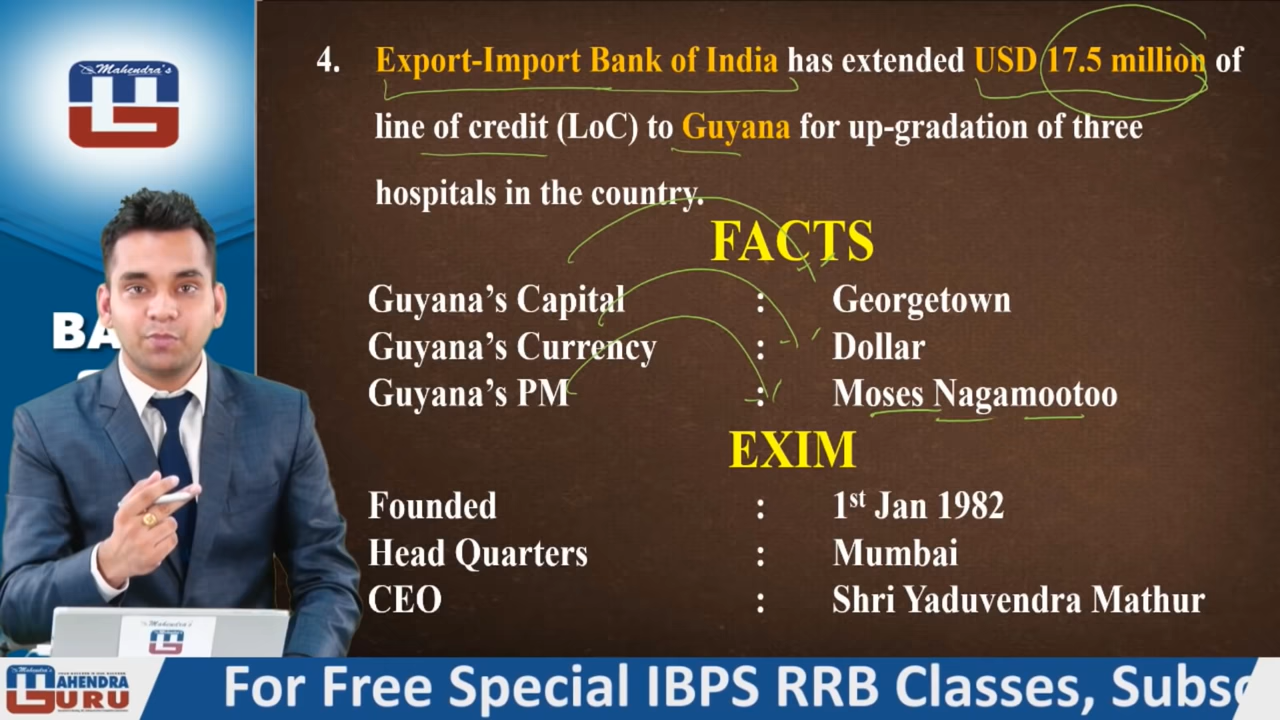 Mahendra's
4. Export-Import Bank of India has extended USD 17.5 million of
line of credit (LoC) to Guyana for up-gradation of three
hospitals in the country.
FACTS
Guyana's Capital : Georgetown
Guyana's Currency : Dollar
Guyana's PM : Moses Nagamootoo
EXIM
Founded : 1st Jan 1982
Head Quarters : Mumbai
CEO : Shri Yaduvendra Mathur
BA
Mahendra's
MAHENDRA
GURU
For Free Special IBPS RRB Classes, Subsc